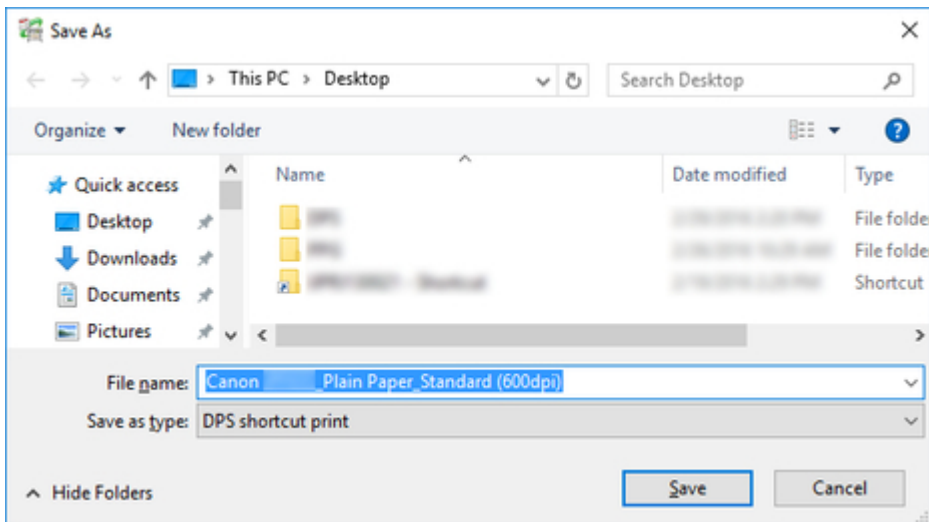 Save As
This PC > Desktop
Search Desktop
Organize
New folder
?
Name
Date modified
Type
Quick access
Desktop
Downloads
Documents
Pictures
File folde
File folde
Shortcut
File name: Canon _Plain Paper_Standard (600dpi)
Save as type: DPS shortcut print
Hide Folders
Save
Cancel